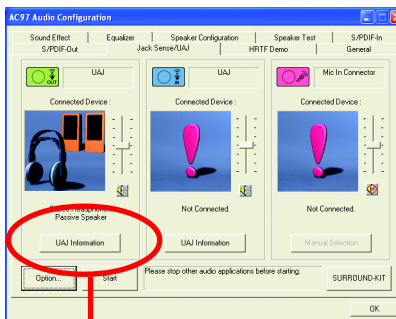 AC97 Audio Configuration
Sound Effect Equalizer Speaker Configuration Speaker Test S/PDIF-In
S/PDIF-Out Jack Sense/UAJ HRTF Demo General
OUT UAJ
IN UAJ
Mic In Connector
Connected Device :
Connected Device :
Connected Device :
Passive Speaker
Not Connected.
Not Connected.
UAJ Information
UAJ Information
Manual Selection
Option...
Start
Please stop other audio applications before starting.
SURROUND-KIT
OK